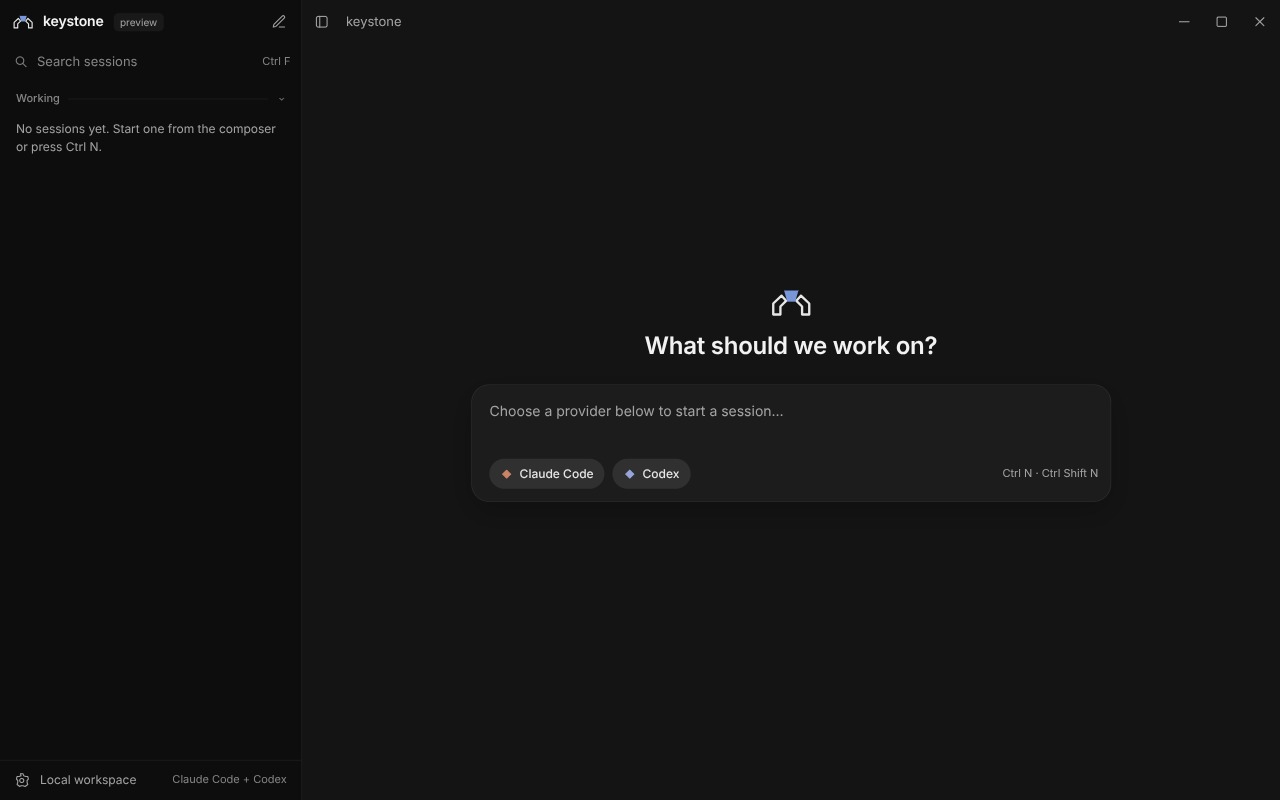 keystone preview
Search sessions Ctrl F
Working
No sessions yet. Start one from the composer
or press Ctrl N.
Local workspace Claude Code + Codex
keystone
What should we work on?
Choose a provider below to start a session...
Claude Code Codex Ctrl N · Ctrl Shift N